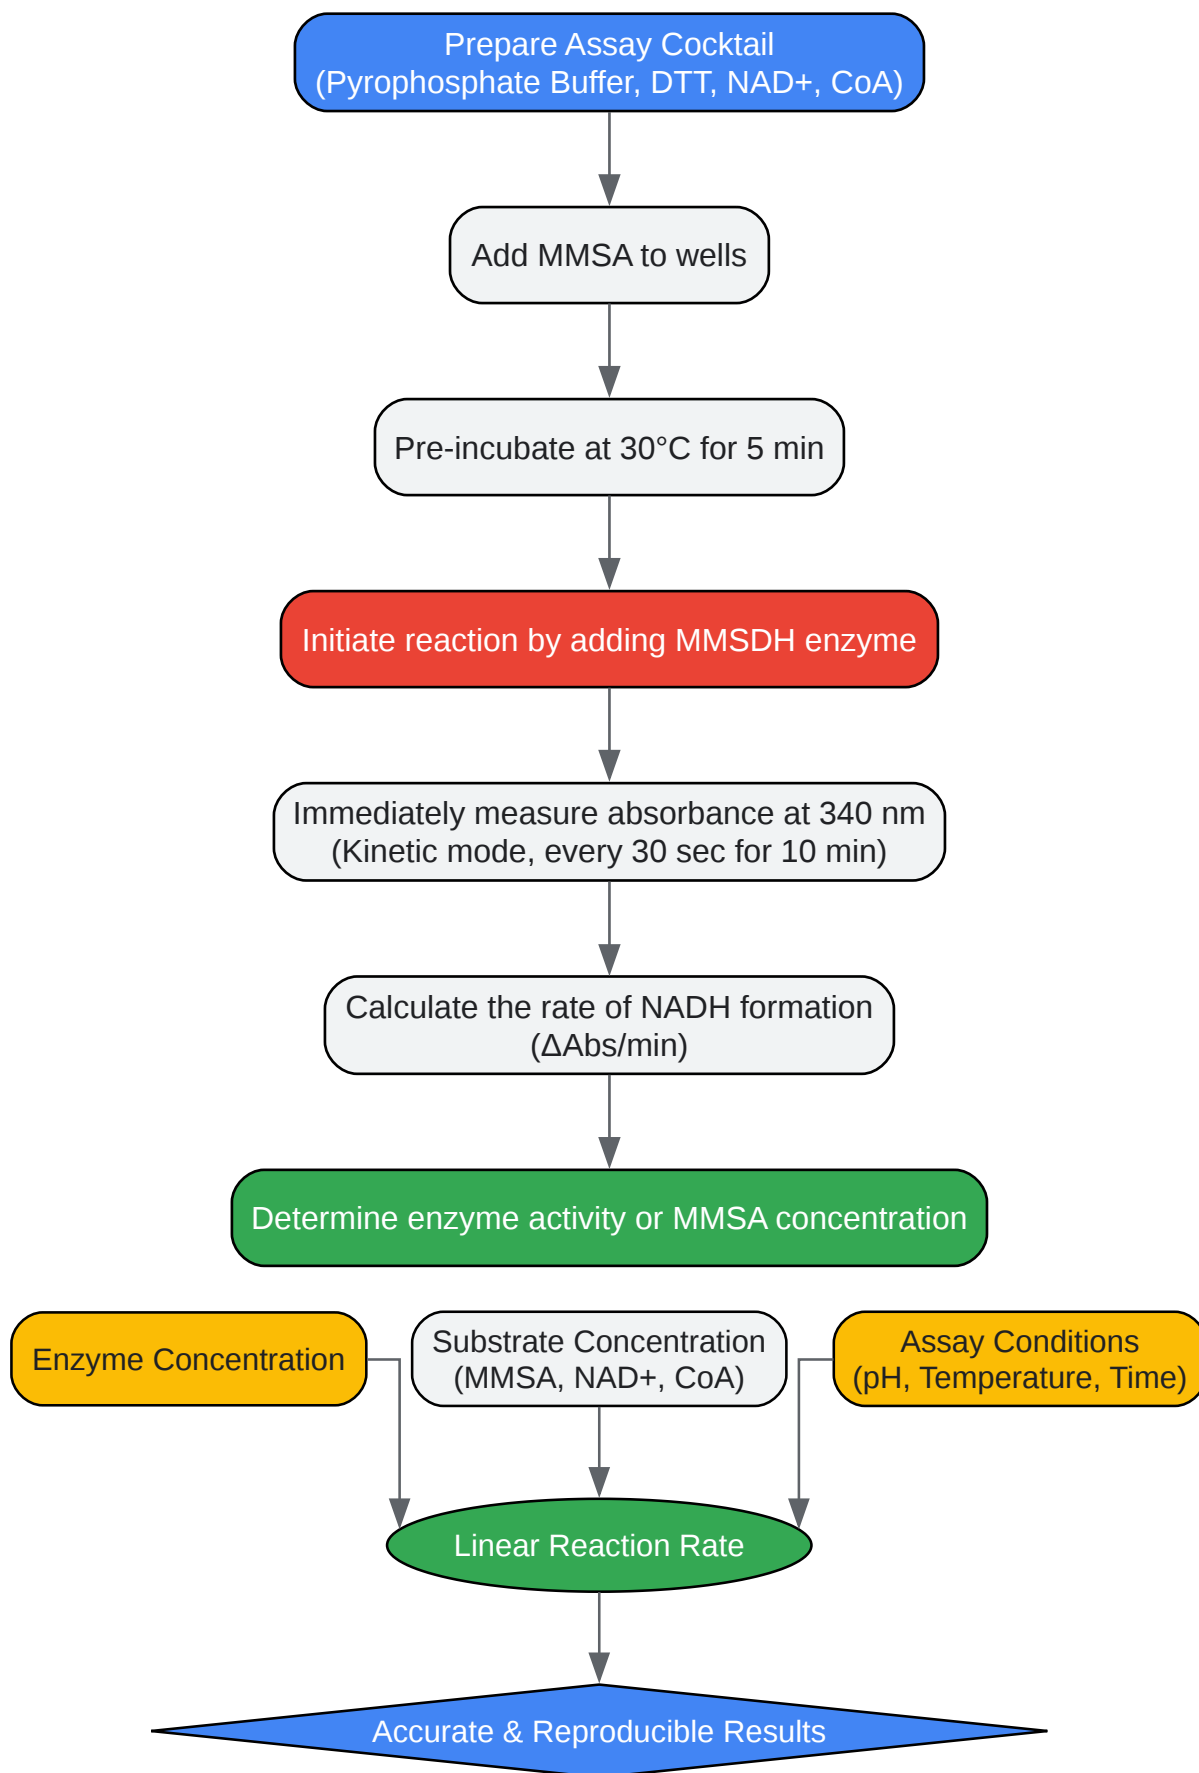 Prepare Assay Cocktail
(Pyrophosphate Buffer, DTT, NAD+, CoA)
Add MMSA to wells
Pre-incubate at 30°C for 5 min
Initiate reaction by adding MMSDH enzyme
Immediately measure absorbance at 340 nm
(Kinetic mode, every 30 sec for 10 min)
Calculate the rate of NADH formation
(ΔAbs/min)
Determine enzyme activity or MMSA concentration
Enzyme Concentration
Substrate Concentration
(MMSA, NAD+, CoA)
Assay Conditions
(pH, Temperature, Time)
Linear Reaction Rate
Accurate & Reproducible Results